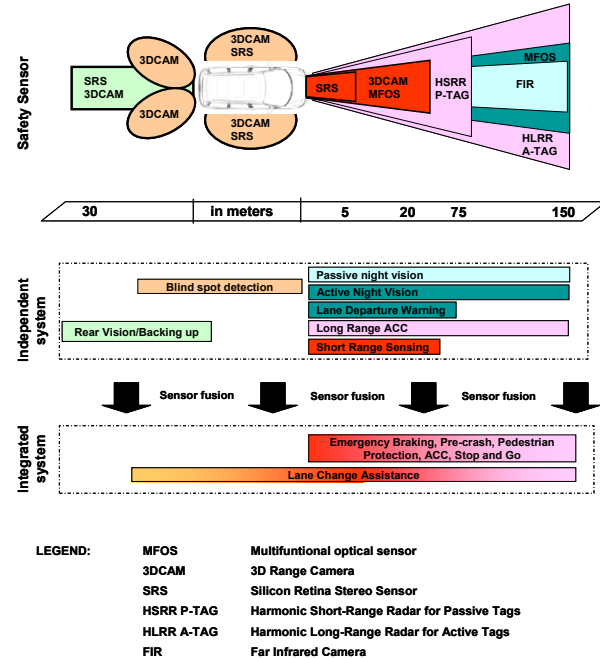 Safety Sensor
3DCAM
SRS
3DCAM
3DCAM
3DCAM
SRS
3DCAM
SRS
SRS
3DCAM
MFOS
HSRR
P-TAG
MFOS
FIR
HLRR
A-TAG
30
in meters
5
20
75
150
Independent
system
Passive night vision
Blind spot detection
Active Night Vision
Lane Departure Warning
Rear Vision/Backing up
Long Range ACC
Short Range Sensing
Sensor fusion
Sensor fusion
Sensor fusion
Integrated
system
Emergency Braking, Pre-crash, Pedestrian
Protection, ACC, Stop and Go
Lane Change Assistance
LEGEND:
MFOS Multifuntional optical sensor
3DCAM 3D Range Camera
SRS Silicon Retina Stereo Sensor
HSRR P-TAG Harmonic Short-Range Radar for Passive Tags
HLRR A-TAG Harmonic Long-Range Radar for Active Tags
FIR Far Infrared Camera